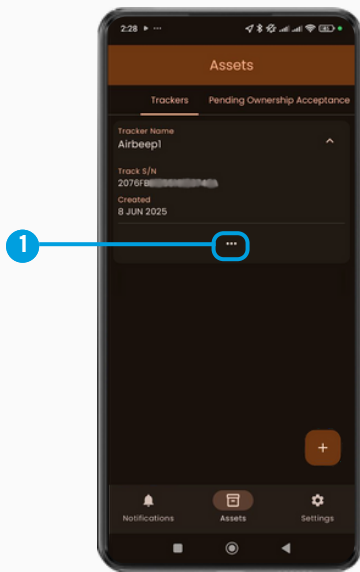 2:28
Assets
Trackers Pending Ownership Acceptance
Tracker Name
Airbeep1
Track S/N
Created
8 JUN 2025
1
Notifications Assets Settings